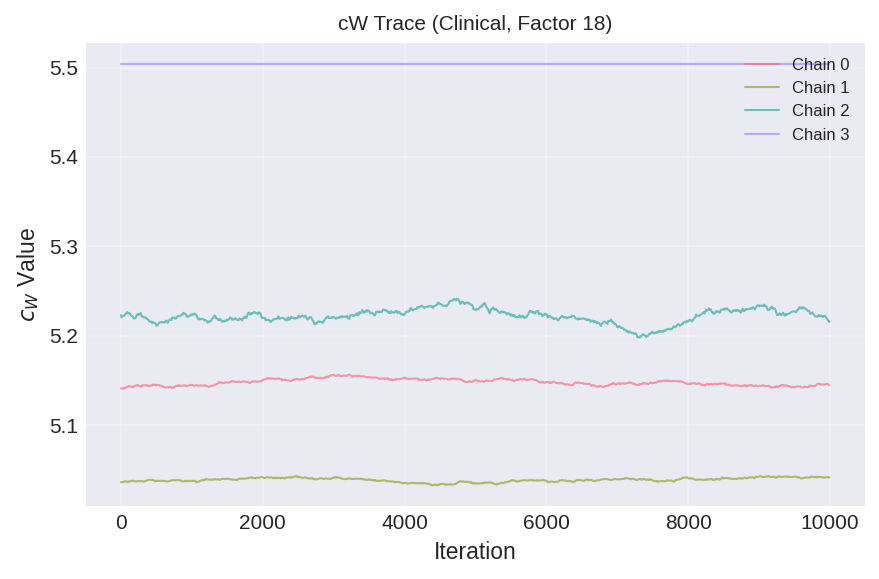 cW Trace (Clinical, Factor 18)
Chain 0
Chain 1
Chain 2
Chain 3
5.5
5.4
5.3
5.2
5.1
cW Value
0 2000 4000 6000 8000 10000
Iteration